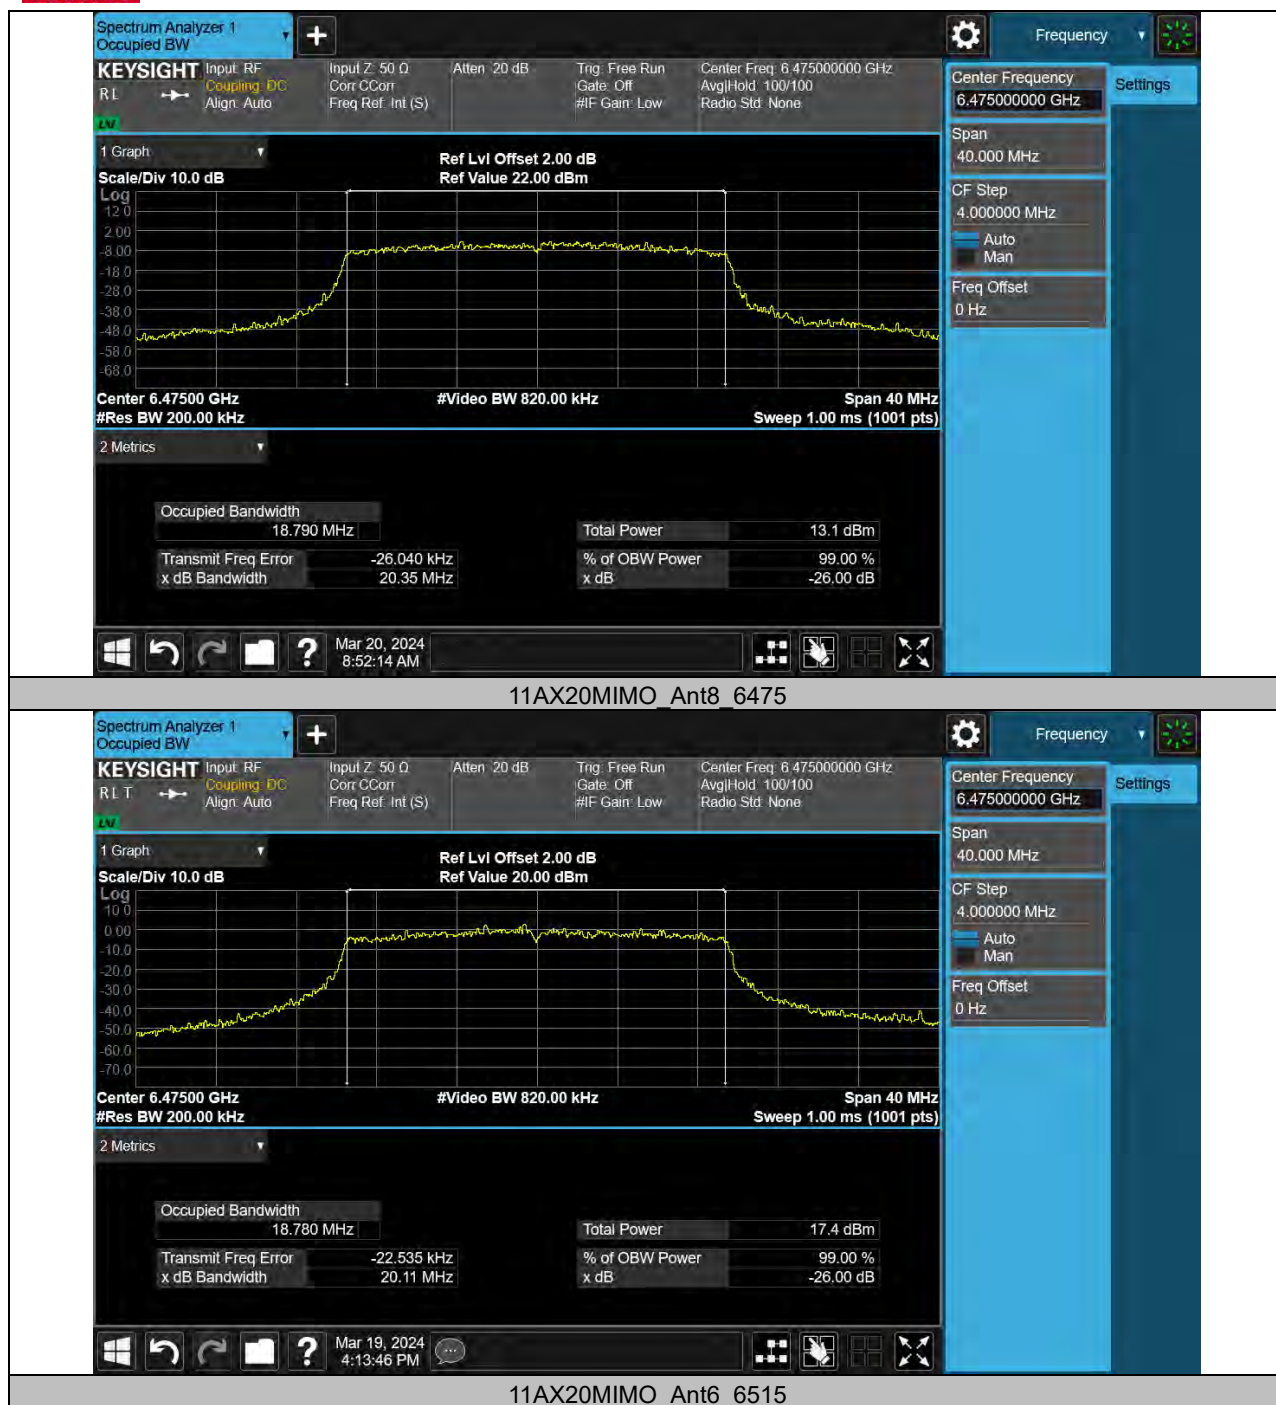 Spectrum Analyzer 1
Occupied BW
Frequency
KEYSIGHT
R L
LXI
Input: RF
Coupling: DC
Align: Auto
Input Z: 50 Ω
Corr CCorr
Freq Ref: Int (S)
Atten: 20 dB
Trig: Free Run
Gate: Off
#IF Gain: Low
Center Freq: 6.475000000 GHz
Avg|Hold: 100/100
Radio Std: None
Center Frequency
6.475000000 GHz
Settings
Span
40.000 MHz
CF Step
4.000000 MHz
Auto
Man
Freq Offset
0 Hz
1 Graph
Scale/Div 10.0 dB
Ref Lvl Offset 2.00 dB
Ref Value 22.00 dBm
Log
12.0
2.00
-8.00
-18.0
-28.0
-38.0
-48.0
-58.0
-68.0
Center 6.47500 GHz
#Video BW 820.00 kHz
Span 40 MHz
#Res BW 200.00 kHz
Sweep 1.00 ms (1001 pts)
2 Metrics
Occupied Bandwidth
18.790 MHz
Total Power 13.1 dBm
Transmit Freq Error -26.040 kHz
% of OBW Power 99.00 %
x dB Bandwidth 20.35 MHz
x dB -26.00 dB
Mar 20, 2024
8:52:14 AM
11AX20MIMO_Ant8_6475
Spectrum Analyzer 1
Occupied BW
Frequency
KEYSIGHT
R L T
LXI
Input: RF
Coupling: DC
Align: Auto
Input Z: 50 Ω
Corr CCorr
Freq Ref: Int (S)
Atten: 20 dB
Trig: Free Run
Gate: Off
#IF Gain: Low
Center Freq: 6.475000000 GHz
Avg|Hold: 100/100
Radio Std: None
Center Frequency
6.475000000 GHz
Settings
Span
40.000 MHz
CF Step
4.000000 MHz
Auto
Man
Freq Offset
0 Hz
1 Graph
Scale/Div 10.0 dB
Ref Lvl Offset 2.00 dB
Ref Value 20.00 dBm
Log
10.0
0.00
-10.0
-20.0
-30.0
-40.0
-50.0
-60.0
-70.0
Center 6.47500 GHz
#Video BW 820.00 kHz
Span 40 MHz
#Res BW 200.00 kHz
Sweep 1.00 ms (1001 pts)
2 Metrics
Occupied Bandwidth
18.780 MHz
Total Power 17.4 dBm
Transmit Freq Error -22.535 kHz
% of OBW Power 99.00 %
x dB Bandwidth 20.11 MHz
x dB -26.00 dB
Mar 19, 2024
4:13:46 PM
11AX20MIMO_Ant6_6515